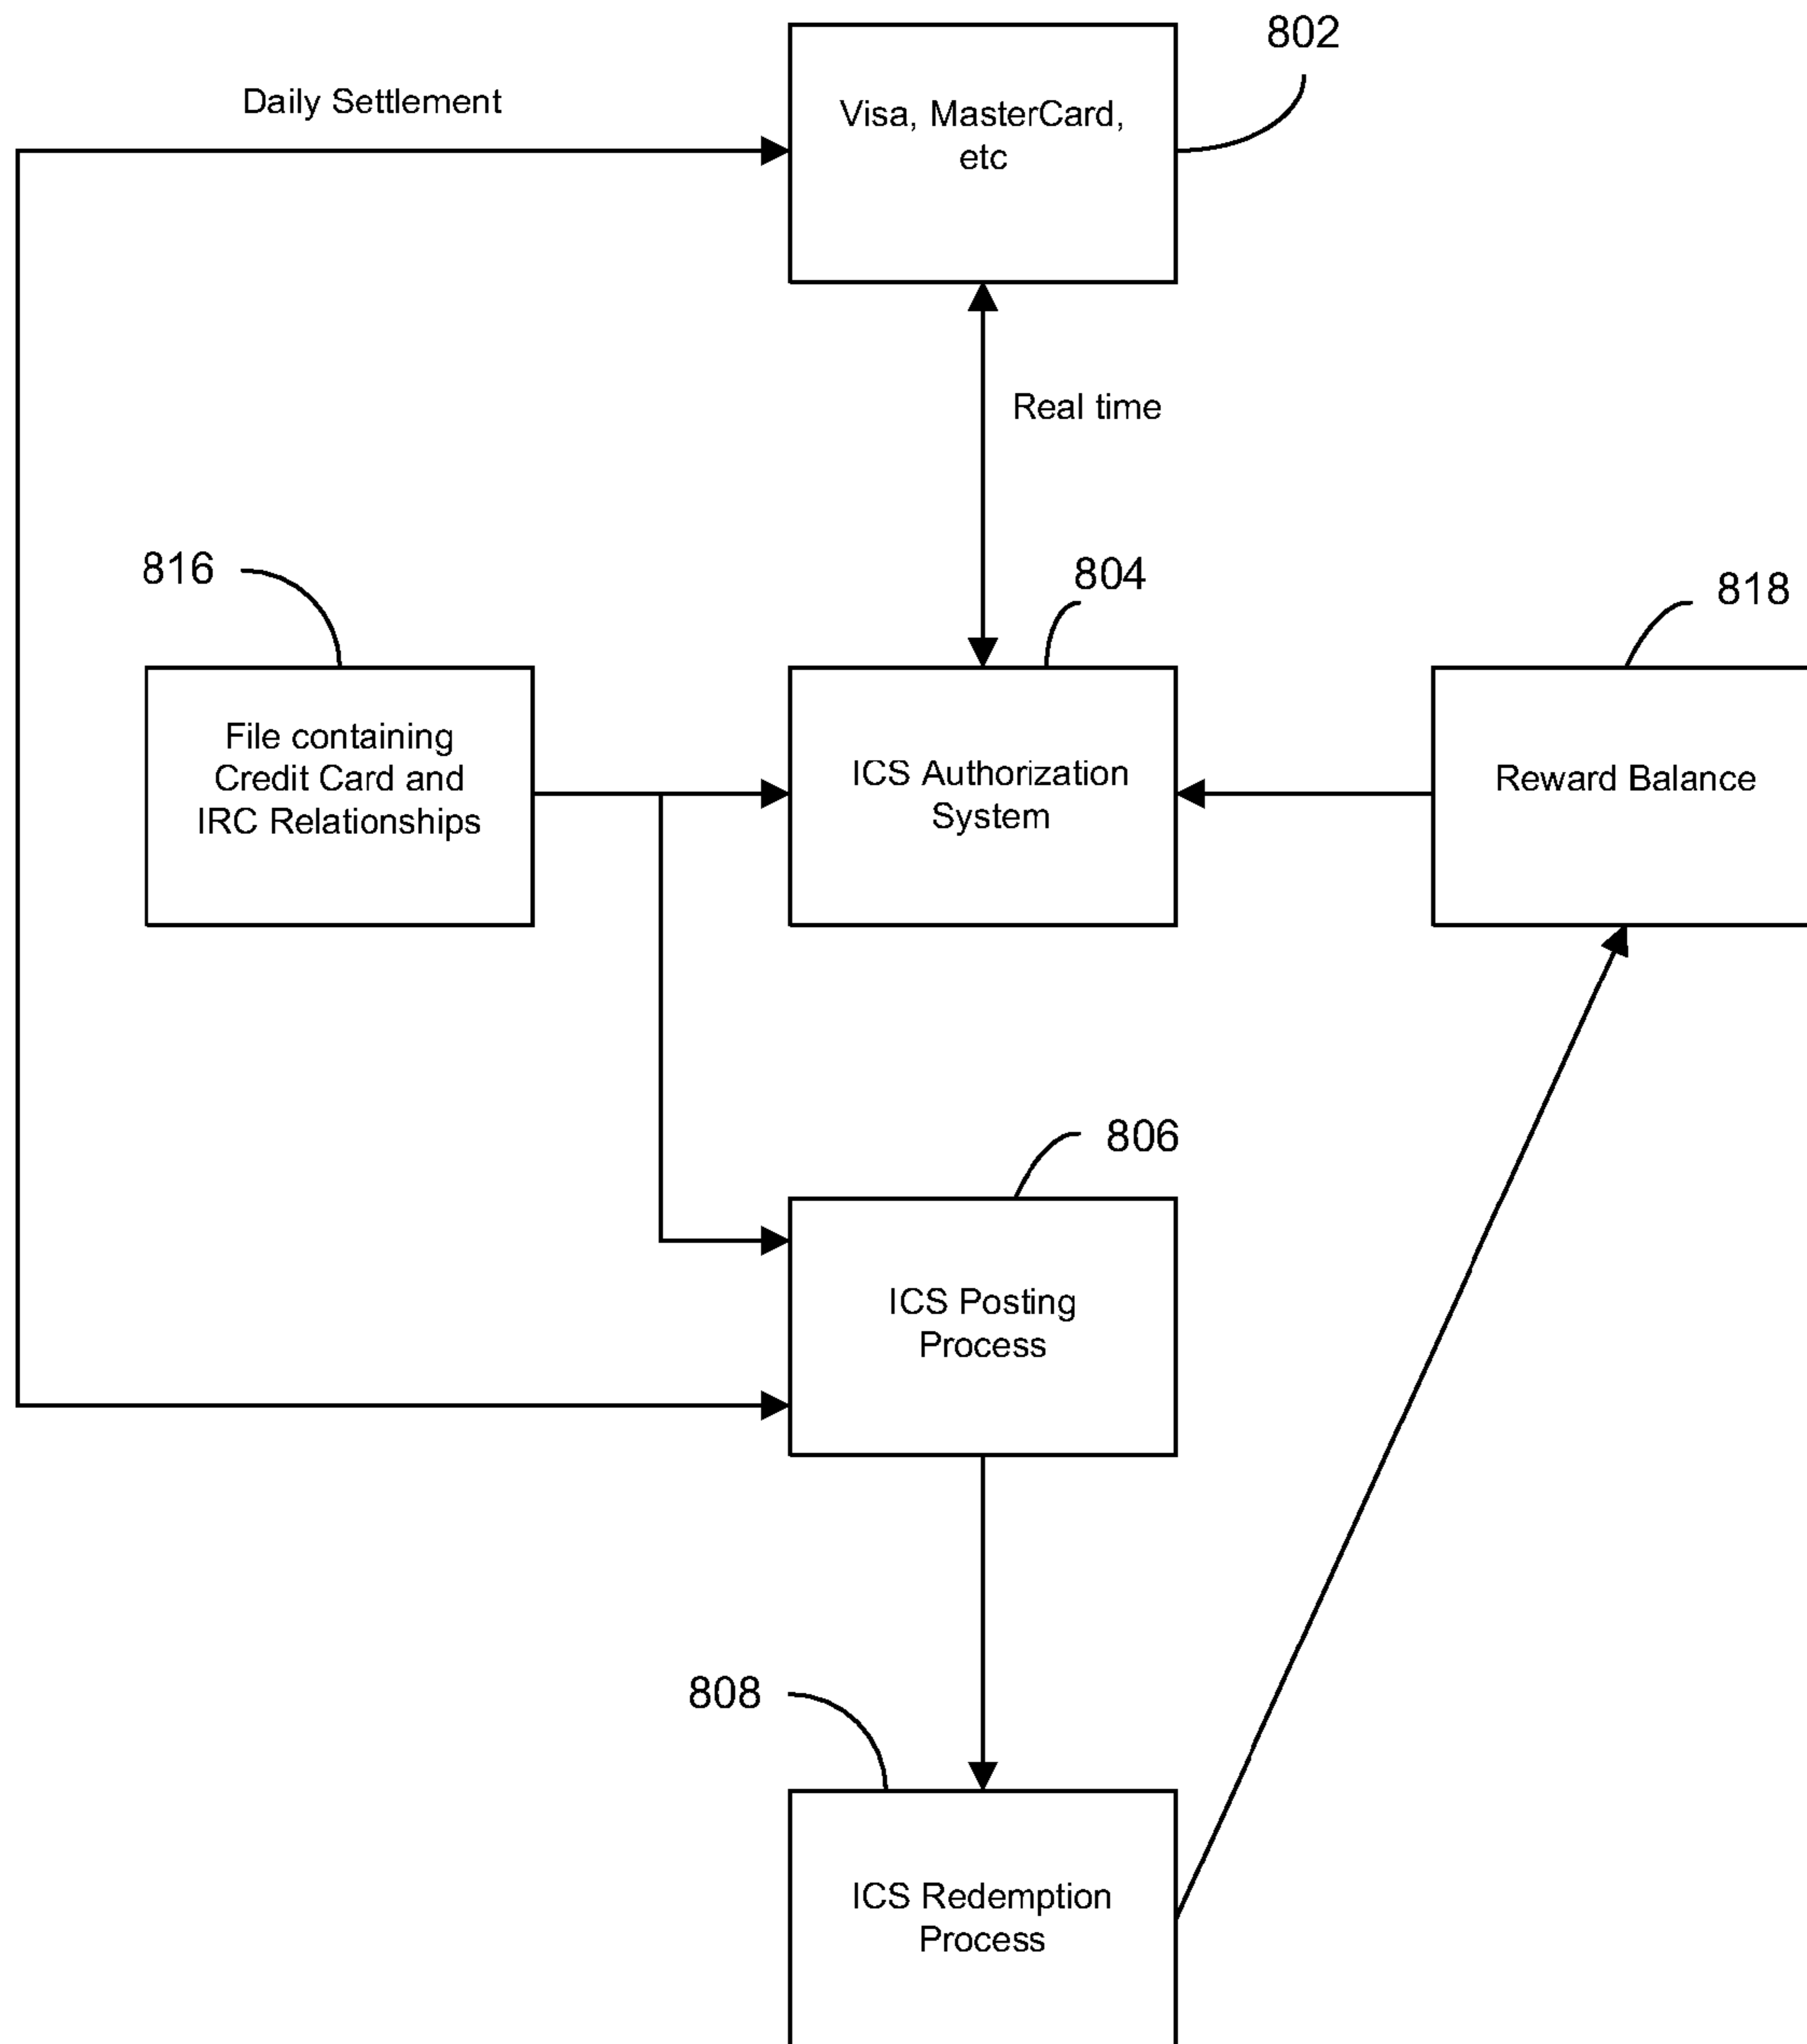 802
Daily Settlement
Visa, MasterCard,
etc
Real time
816
804
818
File containing
Credit Card and
IRC Relationships
ICS Authorization
System
Reward Balance
806
ICS Posting
Process
808
ICS Redemption
Process